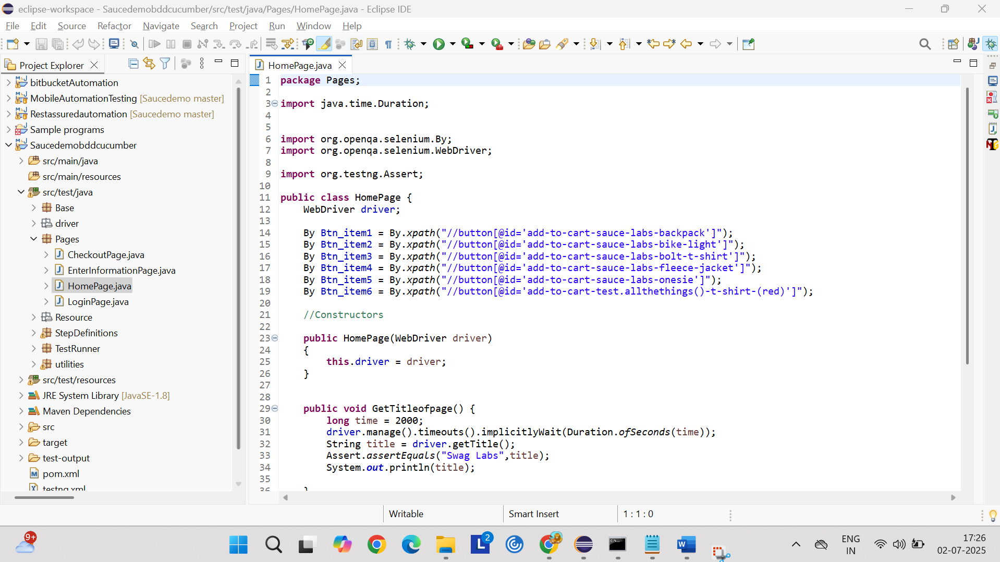 eclipse-workspace - Saucedemobddcucumber/src/test/java/Pages/HomePage.java - Eclipse IDE
File Edit Source Refactor Navigate Search Project Run Window Help
Project Explorer
bitbucketAutomation
MobileAutomationTesting [Saucedemo master]
Restassuredautomation [Saucedemo master]
Sample programs
Saucedemobddcucumber
src/main/java
src/main/resources
src/test/java
Base
driver
Pages
CheckoutPage.java
EnterInformationPage.java
HomePage.java
LoginPage.java
Resource
StepDefinitions
TestRunner
utilities
src/test/resources
JRE System Library [JavaSE-1.8]
Maven Dependencies
src
target
test-output
pom.xml
testng.xml
HomePage.java
1 package Pages;
2
3 import java.time.Duration;
4
5
6 import org.openqa.selenium.By;
7 import org.openqa.selenium.WebDriver;
8
9 import org.testng.Assert;
10
11 public class HomePage {
12 WebDriver driver;
13
14 By Btn_item1 = By.xpath("//button[@id='add-to-cart-sauce-labs-backpack']");
15 By Btn_item2 = By.xpath("//button[@id='add-to-cart-sauce-labs-bike-light']");
16 By Btn_item3 = By.xpath("//button[@id='add-to-cart-sauce-labs-bolt-t-shirt']");
17 By Btn_item4 = By.xpath("//button[@id='add-to-cart-sauce-labs-fleece-jacket']");
18 By Btn_item5 = By.xpath("//button[@id='add-to-cart-sauce-labs-onesie']");
19 By Btn_item6 = By.xpath("//button[@id='add-to-cart-test.allthethings()-t-shirt-(red)']");
20
21 //Constructors
22
23 public HomePage(WebDriver driver)
24 {
25 this.driver = driver;
26 }
27
28
29 public void GetTitleofpage() {
30 long time = 2000;
31 driver.manage().timeouts().implicitlyWait(Duration.ofSeconds(time));
32 String title = driver.getTitle();
33 Assert.assertEquals("Swag Labs",title);
34 System.out.println(title);
35
36 }
Writable
Smart Insert
1 : 1 : 0
9+
2
ENG
IN
17:26
02-07-2025